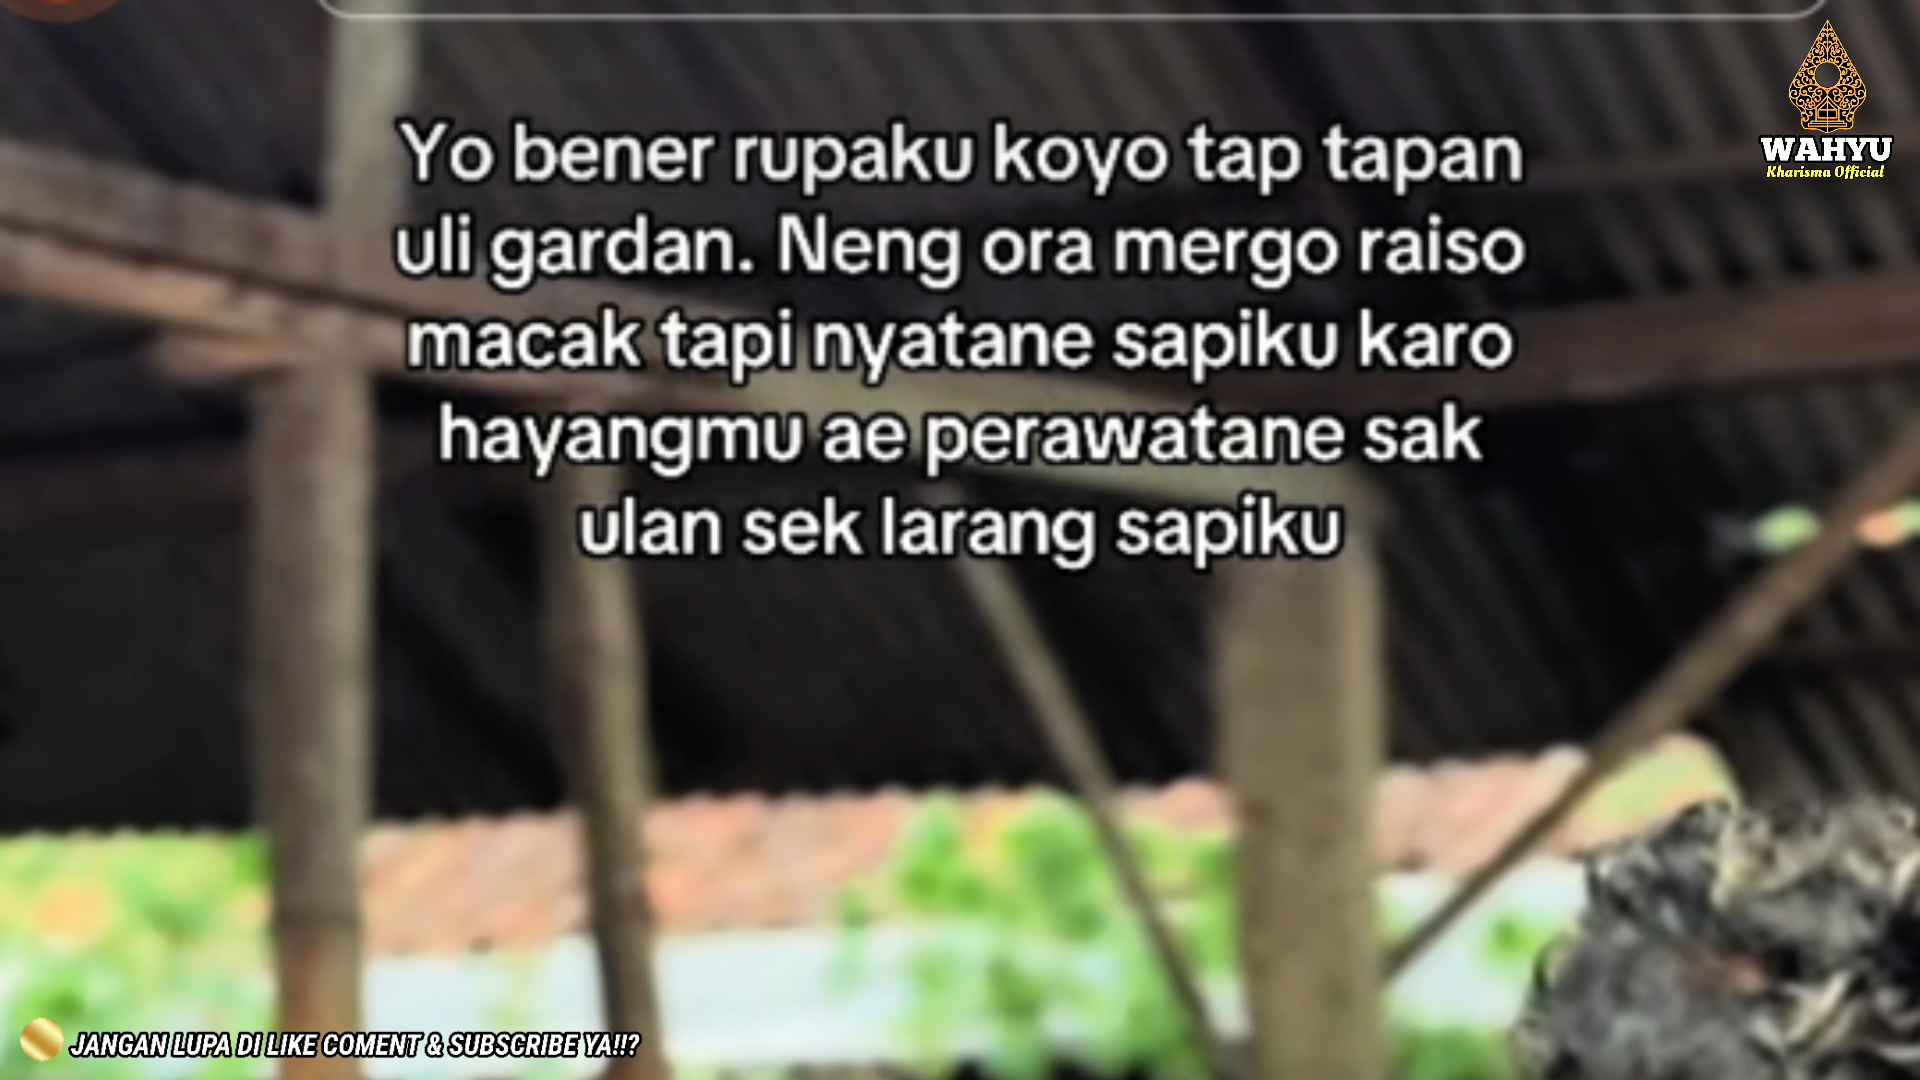 Yo bener rupaku koyo tap tapan
uli gardan. Neng ora mergo raiso
macak tapi nyatane sapiku karo
hayangmu ae perawatane sak
ulan sek larang sapiku
WAHYU
Kharisma Official
JANGAN LUPA DI LIKE COMENT & SUBSCRIBE YA!!?